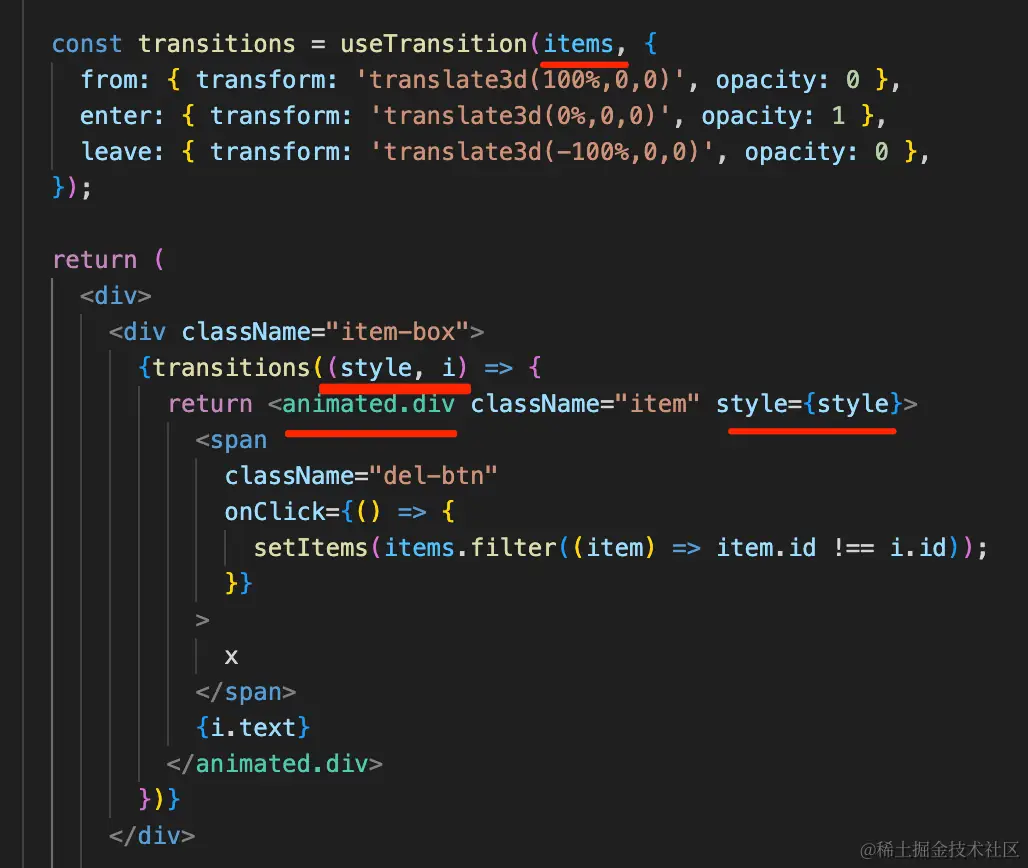 const transitions = useTransition(items, {
  from: { transform: 'translate3d(100%,0,0)', opacity: 0 },
  enter: { transform: 'translate3d(0%,0,0)', opacity: 1 },
  leave: { transform: 'translate3d(-100%,0,0)', opacity: 0 },
});

return (
  <div>
    <div className="item-box">
      {transitions((style, i) => {
        return <animated.div className="item" style={style}>
          <span
            className="del-btn"
            onClick={() => {
              setItems(items.filter((item) => item.id !== i.id));
            }}
          >
            x
          </span>
          {i.text}
        </animated.div>
      })}
    </div>
@稀土掘金技术社区